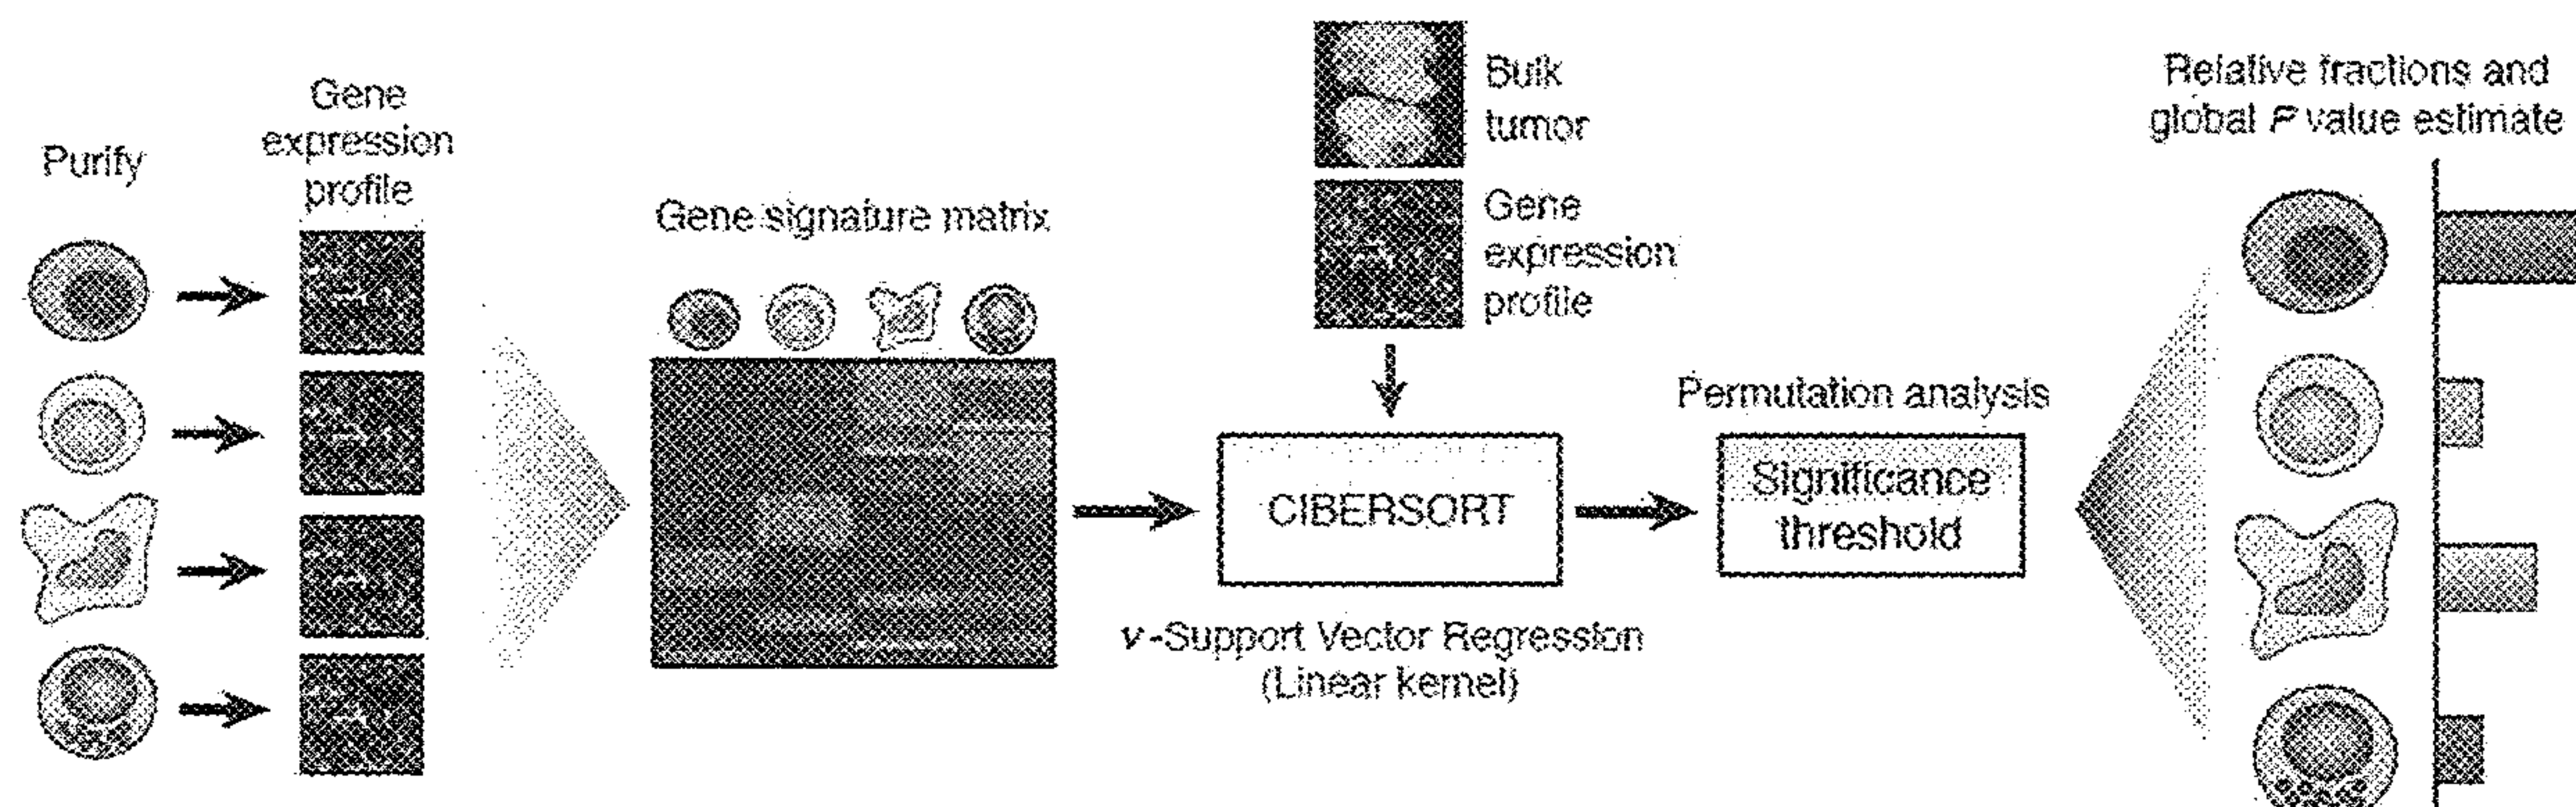 Purify
Gene
expression
profile
Gene signature matrix
Bulk
tumor
Gene
expression
profile
CIBERSORT
ν-Support Vector Regression
(Linear kernel)
Permutation analysis
Significance
threshold
Relative fractions and
global P value estimate